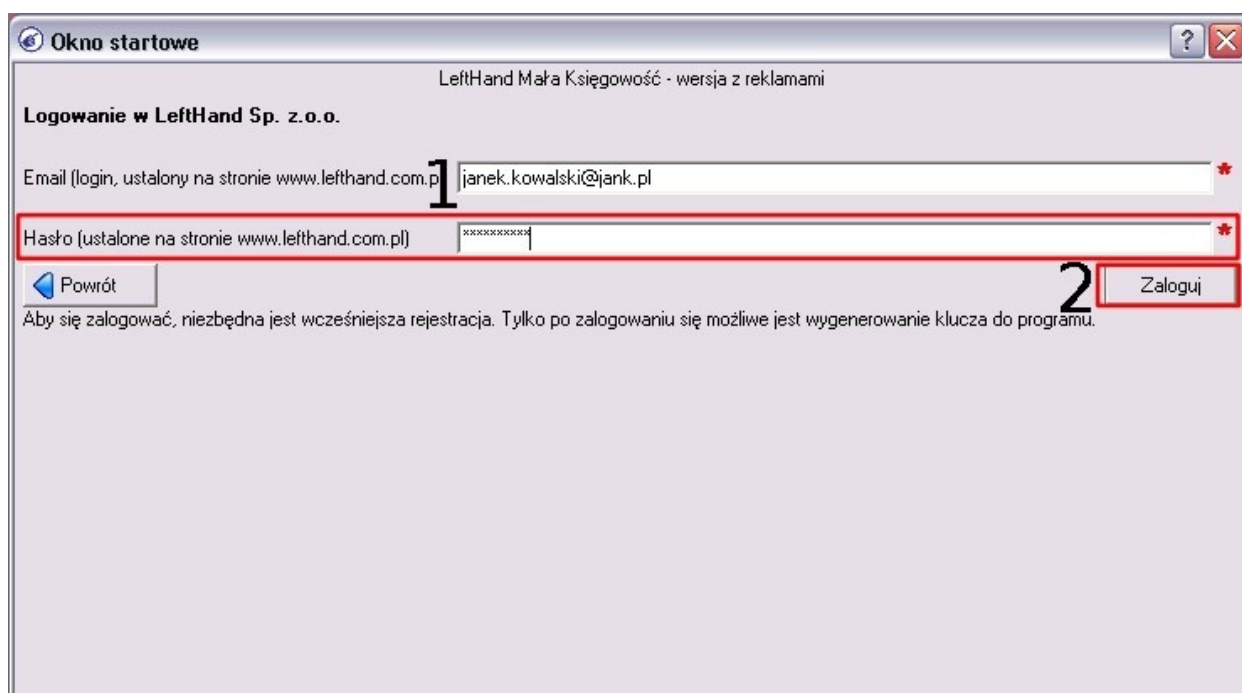 Okno startowe
LeftHand Mała Księgowość - wersja z reklamami
Logowanie w LeftHand Sp. z.o.o.
Email (login, ustalony na stronie www.lefthand.com.p 1 janek.kowalski@jank.pl *
Hasło (ustalone na stronie www.lefthand.com.pl) xxxxxxxxxx *
Powrót 2 Zaloguj
Aby się zalogować, niezbędna jest wcześniejsza rejestracja. Tylko po zalogowaniu się możliwe jest wygenerowanie klucza do programu.